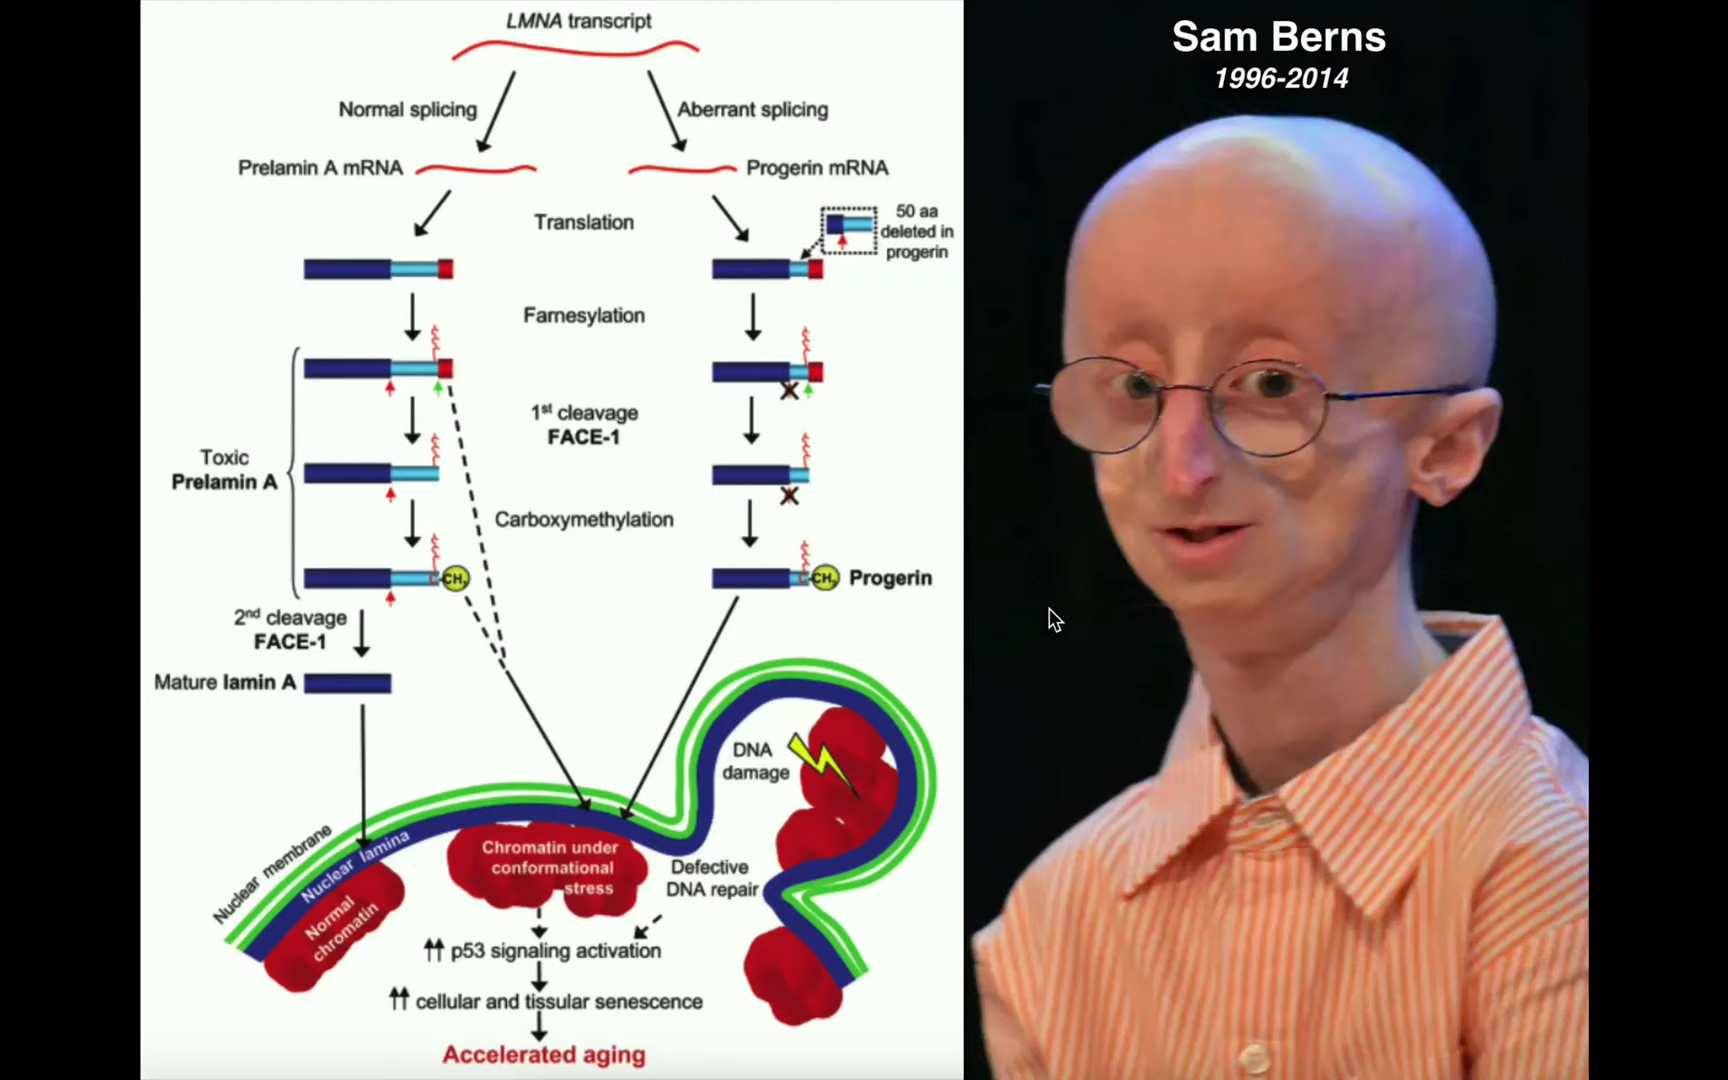 LMNA transcript
Normal splicing
Aberrant splicing
Prelamin A mRNA
Progerin mRNA
Translation
50 aa
deleted in
progerin
Farnesylation
1st cleavage
FACE-1
Toxic
Prelamin A
Carboxymethylation
C
CH3
C
CH3
Progerin
2nd cleavage
FACE-1
Mature lamin A
DNA
damage
Nuclear membrane
Nuclear lamina
Normal
chromatin
Chromatin under
conformational
stress
Defective
DNA repair
p53 signaling activation
cellular and tissular senescence
Accelerated aging
Sam Berns
1996-2014